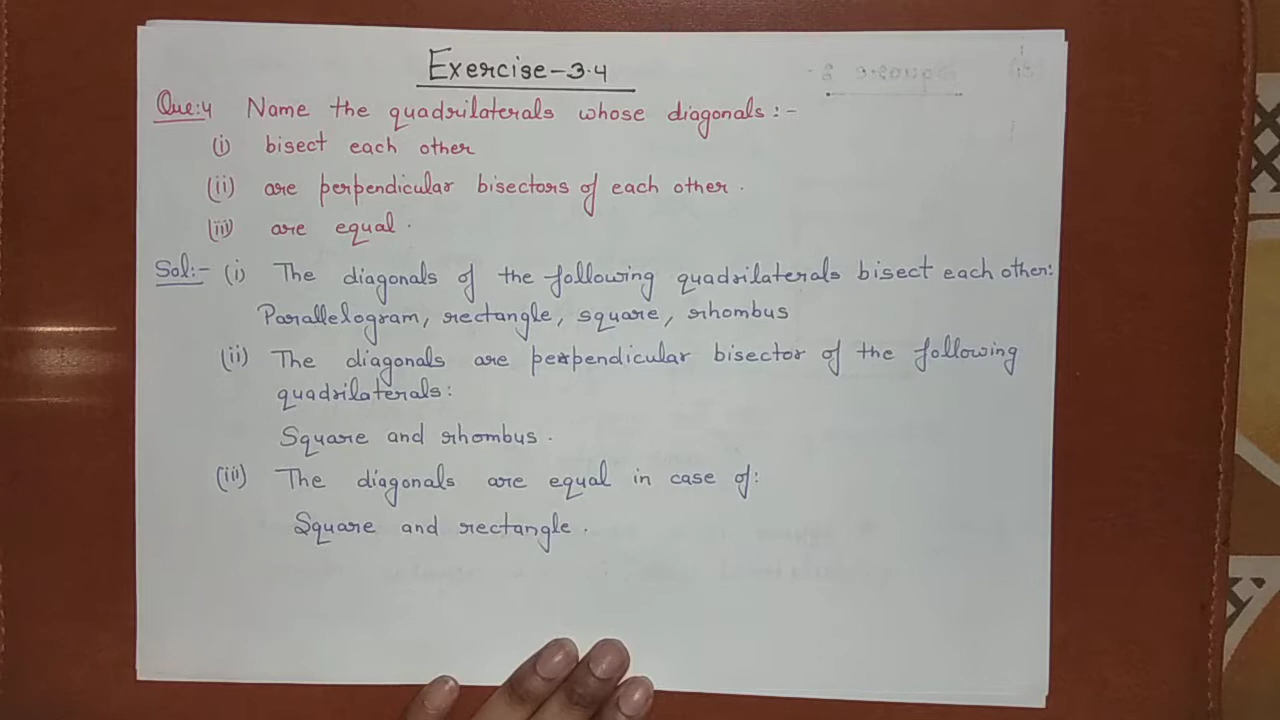 Exercise-3.4
Que:4 Name the quadrilaterals whose diagonals :-
(i) bisect each other
(ii) are perpendicular bisectors of each other.
(iii) are equal.
Sol:- (i) The diagonals of the following quadrilaterals bisect each other:
Parallelogram, rectangle, square, rhombus
(ii) The diagonals are perpendicular bisector of the following
quadrilaterals:
Square and rhombus.
(iii) The diagonals are equal in case of:
Square and rectangle.